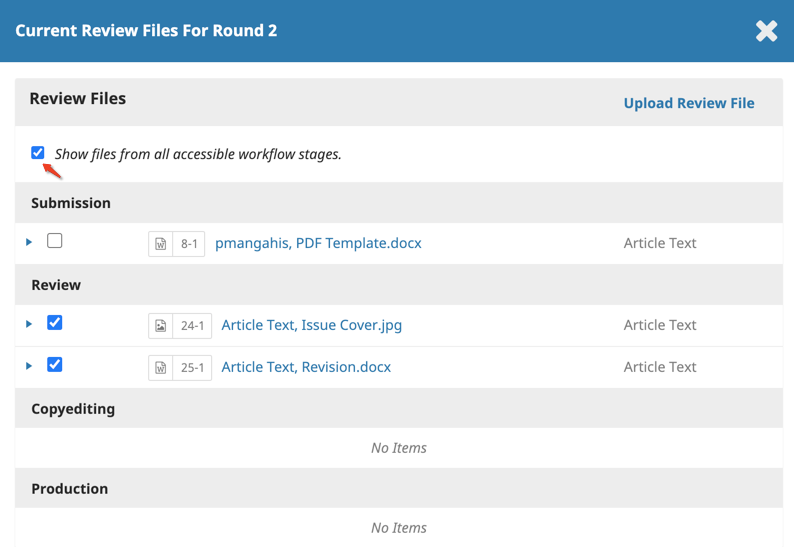 Current Review Files For Round 2
Review Files
Upload Review File
Show files from all accessible workflow stages.
Submission
8-1 pmangahis, PDF Template.docx Article Text
Review
24-1 Article Text, Issue Cover.jpg Article Text
25-1 Article Text, Revision.docx Article Text
Copyediting
No Items
Production
No Items